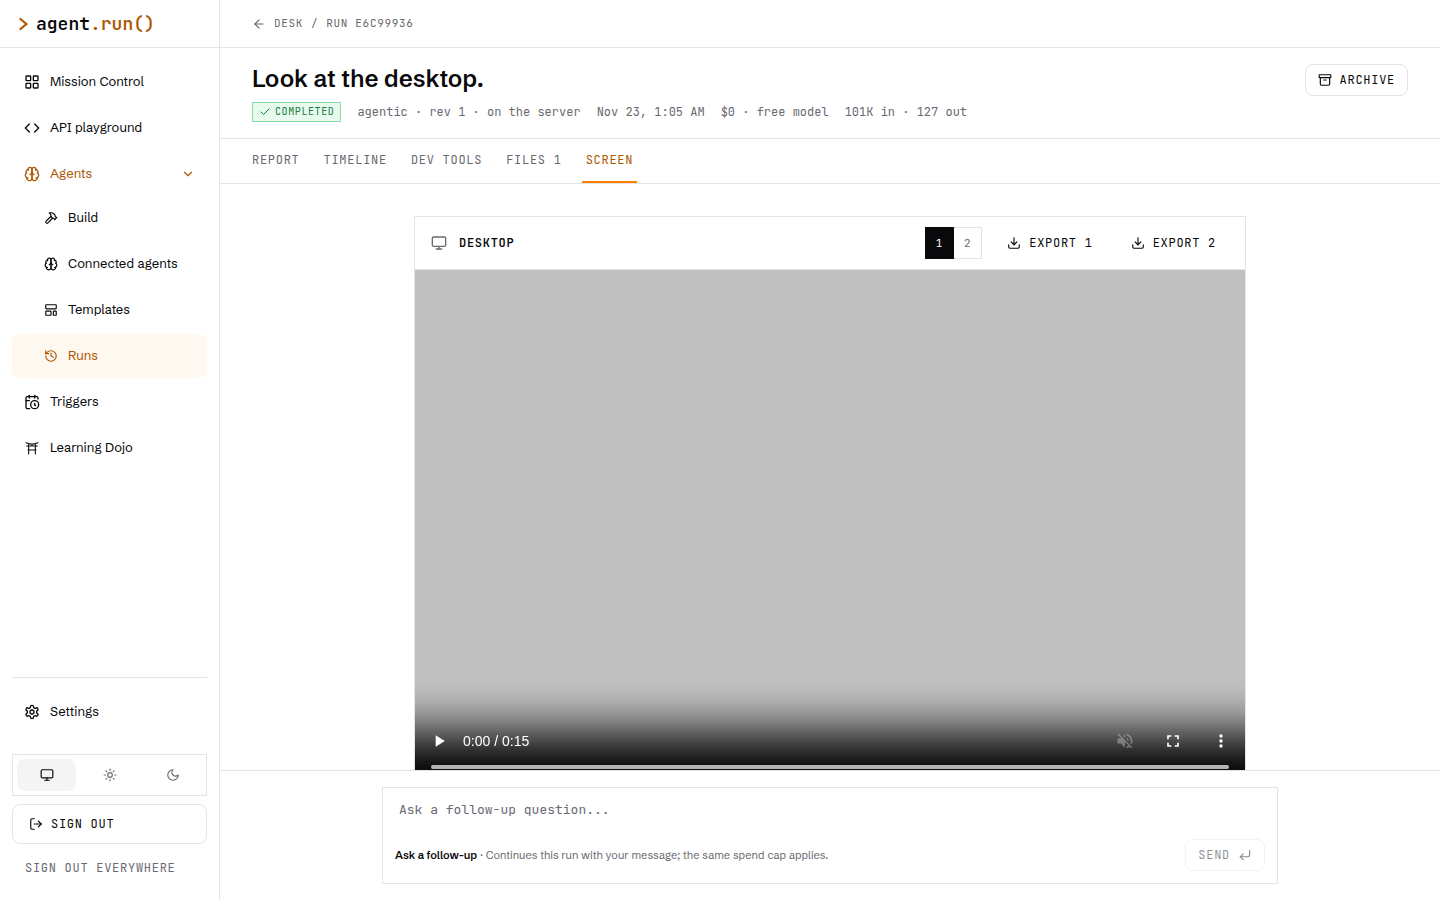 agent.run()
DESK / RUN E6C99936
Mission Control
API playground
Agents
Build
Connected agents
Templates
Runs
Triggers
Learning Dojo
Settings
SIGN OUT
SIGN OUT EVERYWHERE
Look at the desktop.
ARCHIVE
COMPLETED agentic · rev 1 · on the server Nov 23, 1:05 AM $0 · free model 101K in · 127 out
REPORT TIMELINE DEV TOOLS FILES 1 SCREEN
DESKTOP 1 2 EXPORT 1 EXPORT 2
0:00 / 0:15
Ask a follow-up question...
Ask a follow-up · Continues this run with your message; the same spend cap applies.
SEND